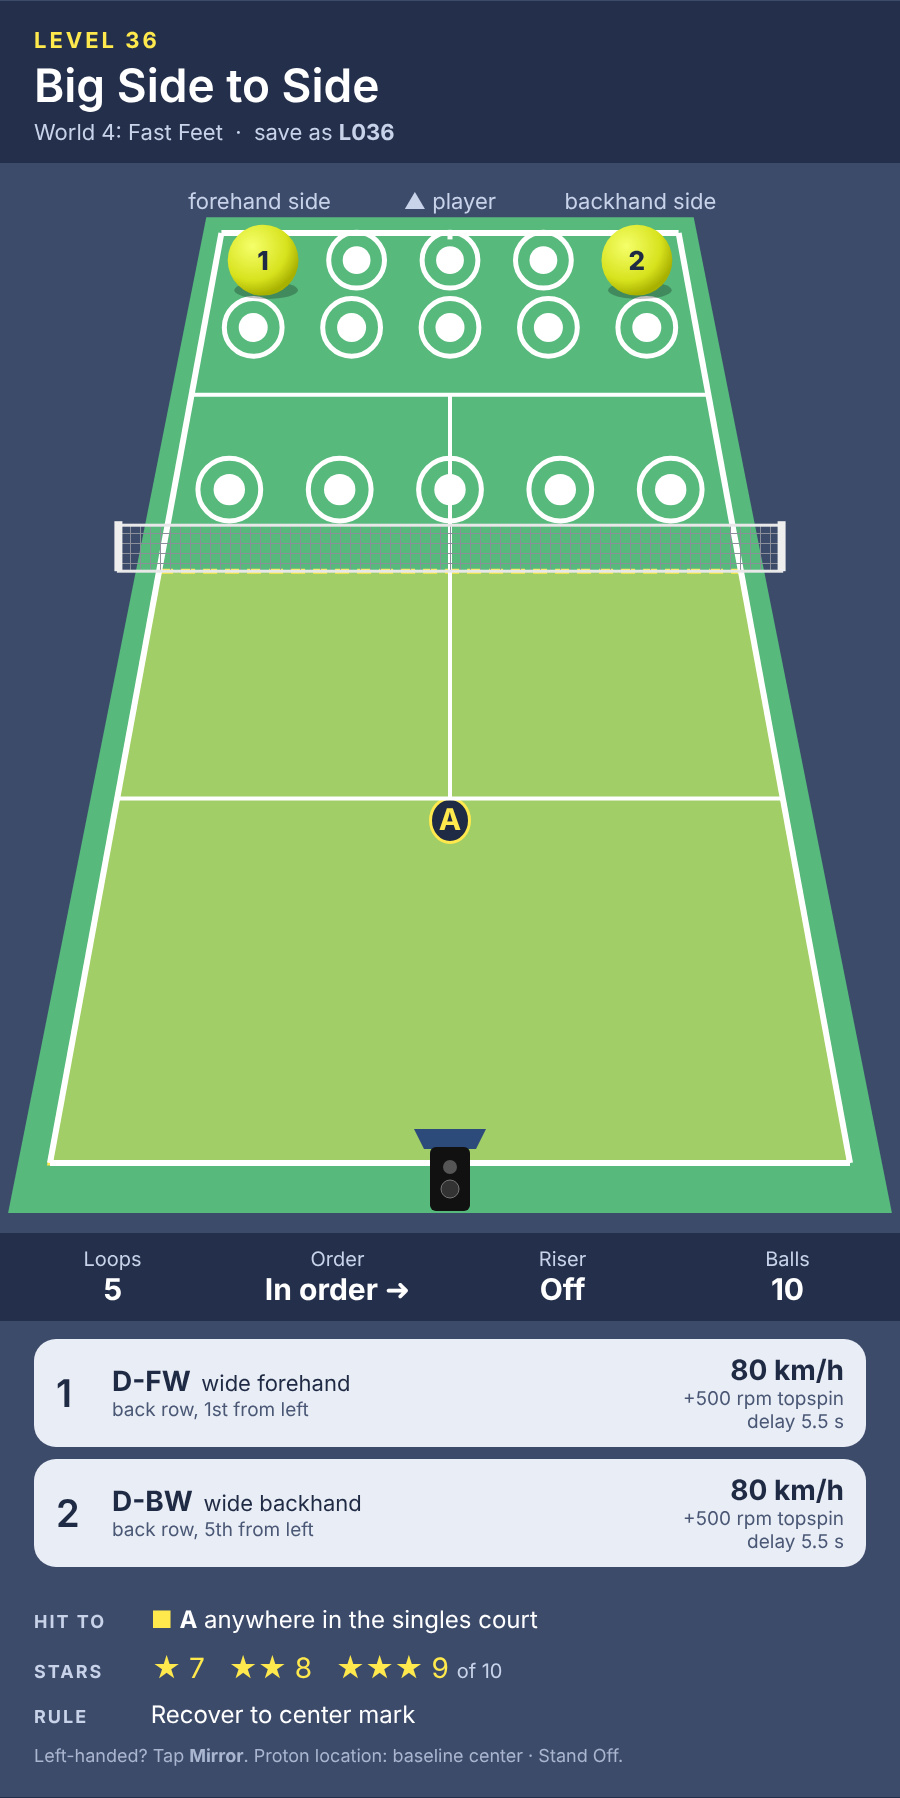 LEVEL 36
Big Side to Side
World 4: Fast Feet · save as L036
forehand side ▲ player backhand side
1 2
A
Loops Order Riser Balls
5 In order ➜ Off 10
1 D-FW wide forehand 80 km/h
back row, 1st from left +500 rpm topspin
delay 5.5 s
2 D-BW wide backhand 80 km/h
back row, 5th from left +500 rpm topspin
delay 5.5 s
HIT TO ■ A anywhere in the singles court
STARS ★ 7 ★★ 8 ★★★ 9 of 10
RULE Recover to center mark
Left-handed? Tap Mirror. Proton location: baseline center · Stand Off.